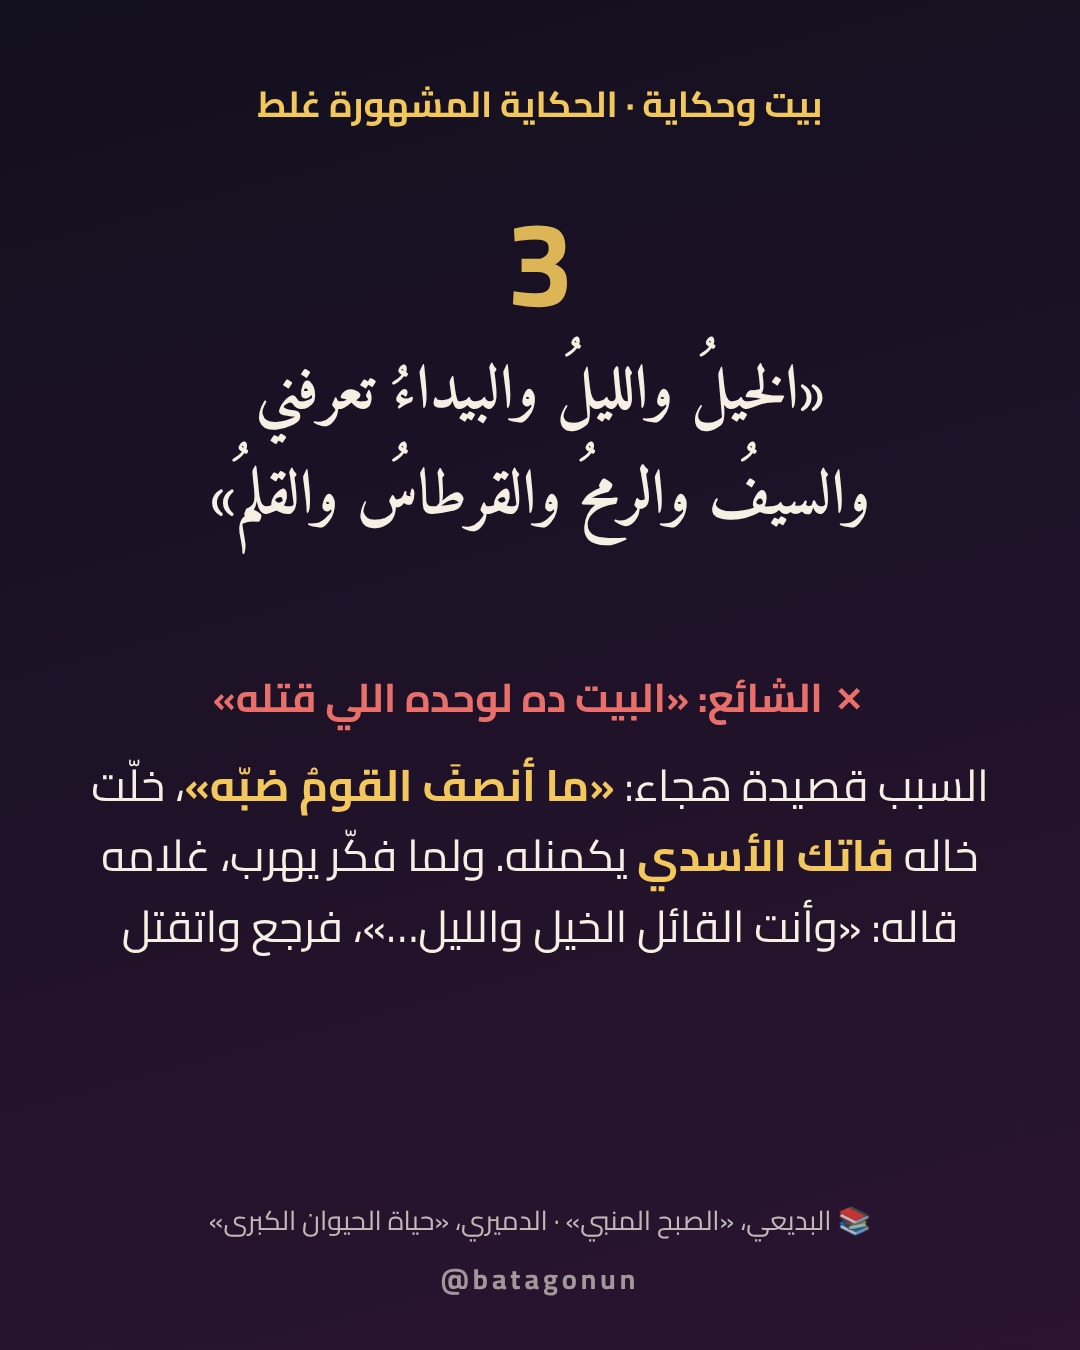 بيت وحكاية · الحكاية المشهورة غلط
3
«الخيلُ والليلُ والبيداءُ تعرفني
والسيفُ والرمحُ والقرطاسُ والقلمُ»
× الشائع: «البيت ده لوحده اللي قتله»
السبب قصيدة هجاء: «ما أنصفَ القومُ ضبّه»، خلّت
خاله فاتك الأسدي يكمنله. ولما فكّر يهرب، غلامه
قاله: «وأنت القائل الخيل والليل...»، فرجع واتقتل
📚 البديعي، «الصبح المنبي» · الدميري، «حياة الحيوان الكبرى»
@batagonun